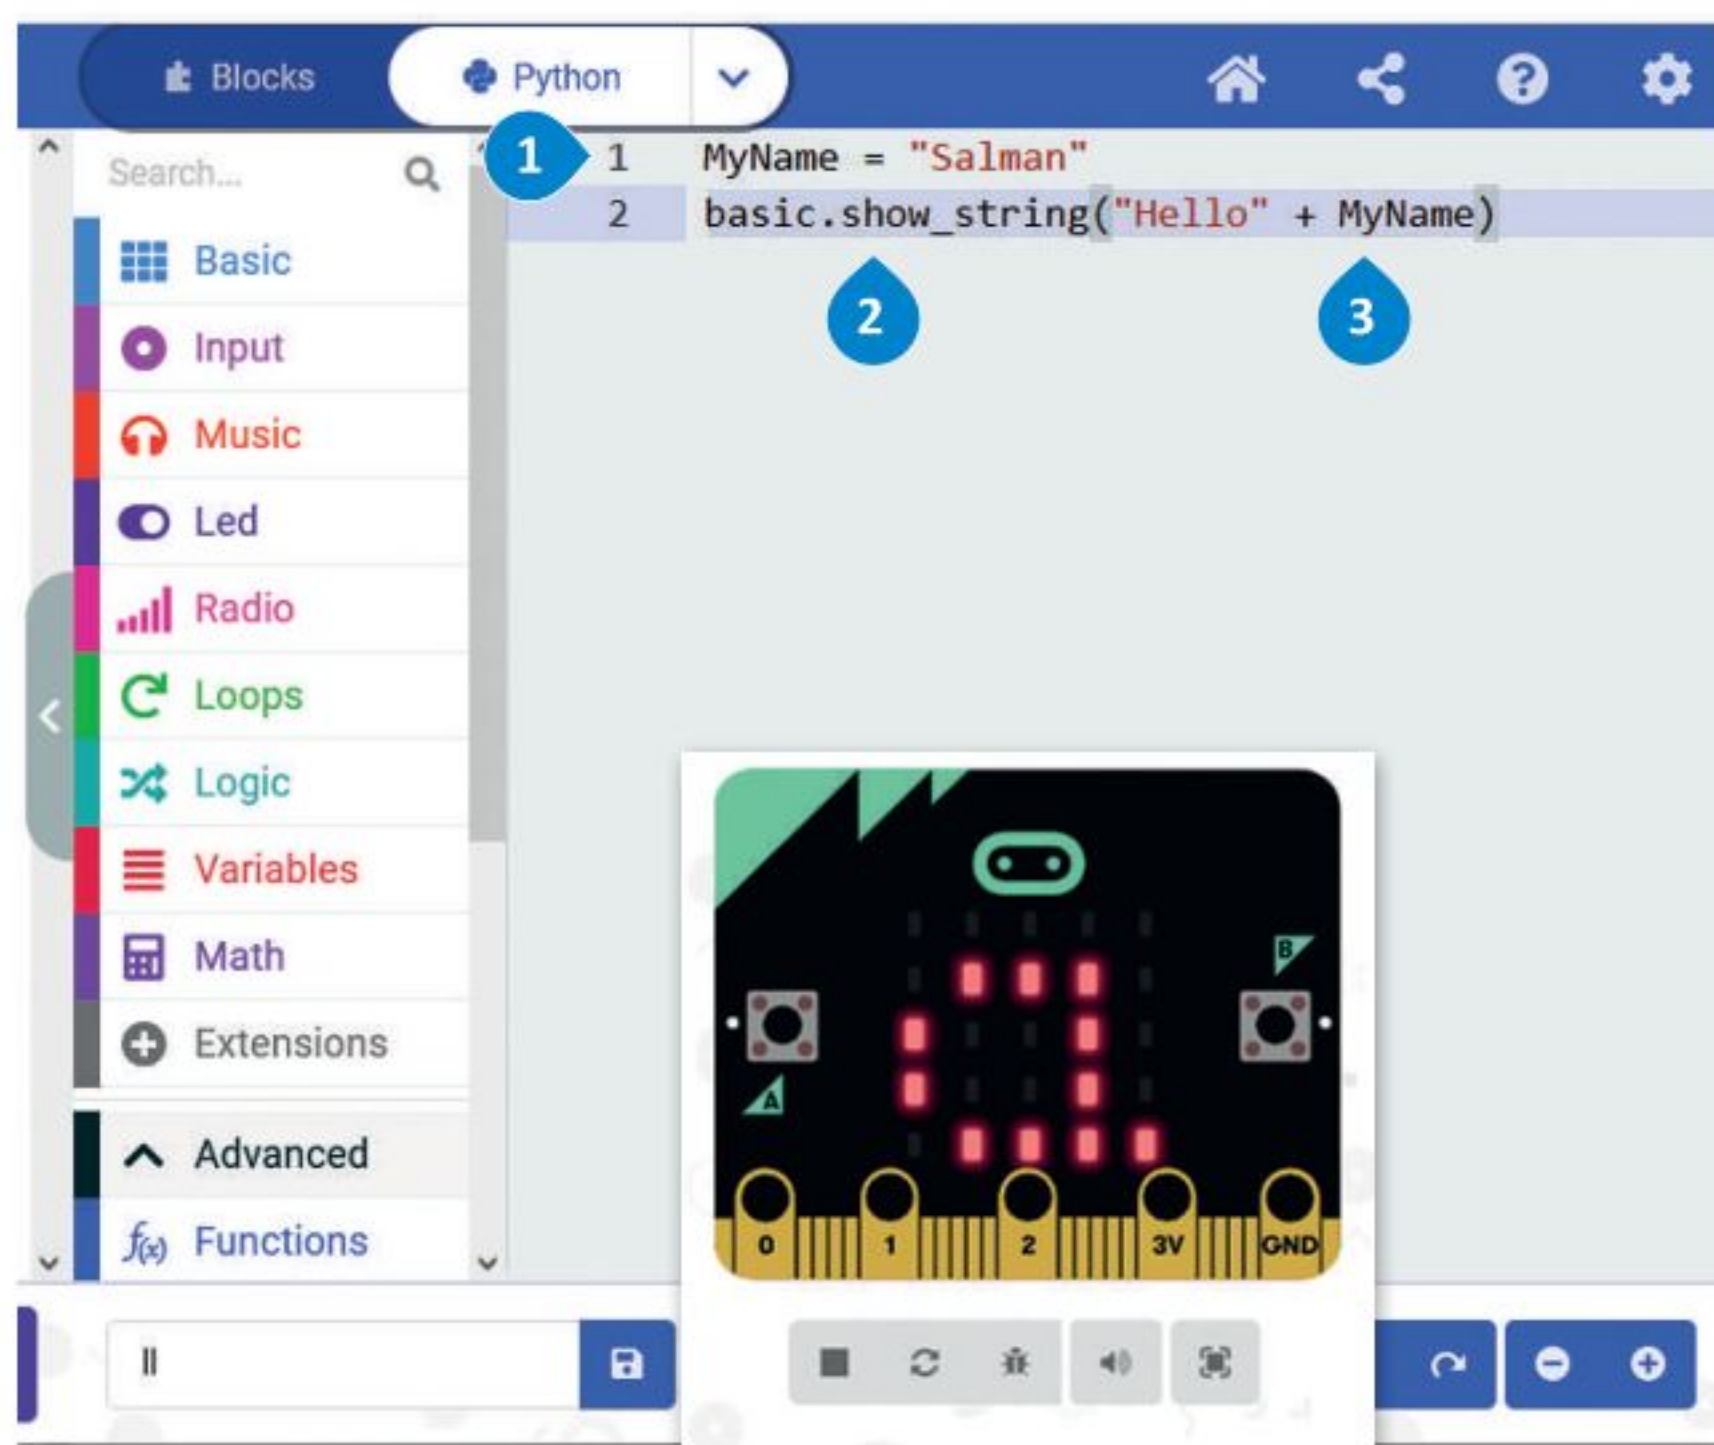 Blocks
Python
Search...
1
1 MyName = "Salman"
2 basic.show_string("Hello" + MyName)
2
3
Basic
Input
Music
Led
Radio
Loops
Logic
Variables
Math
Extensions
Advanced
f(x) Functions
B
A
0 1 2 3V GND
ll